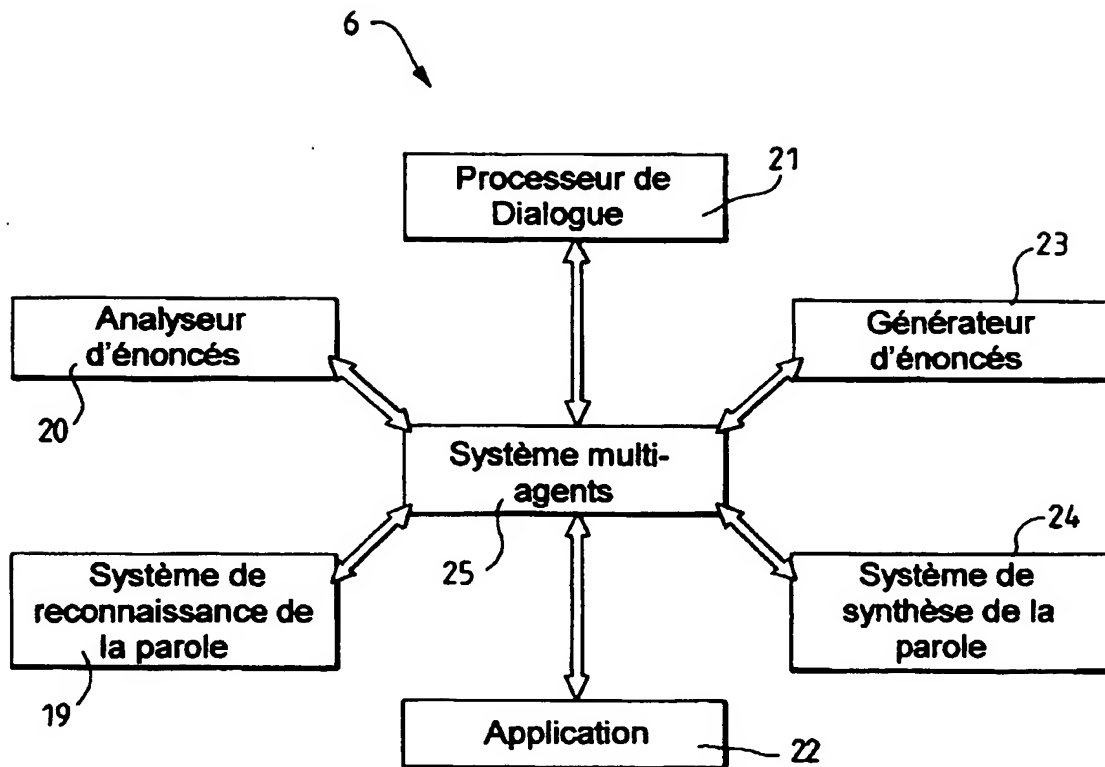 6
Processeur de
Dialogue
21
Analyseur
d'énoncés
20
23
Générateur
d'énoncés
Système multi-
agents
25
Système de
reconnaissance de
la parole
19
24
Système de
synthèse de la
parole
Application
22